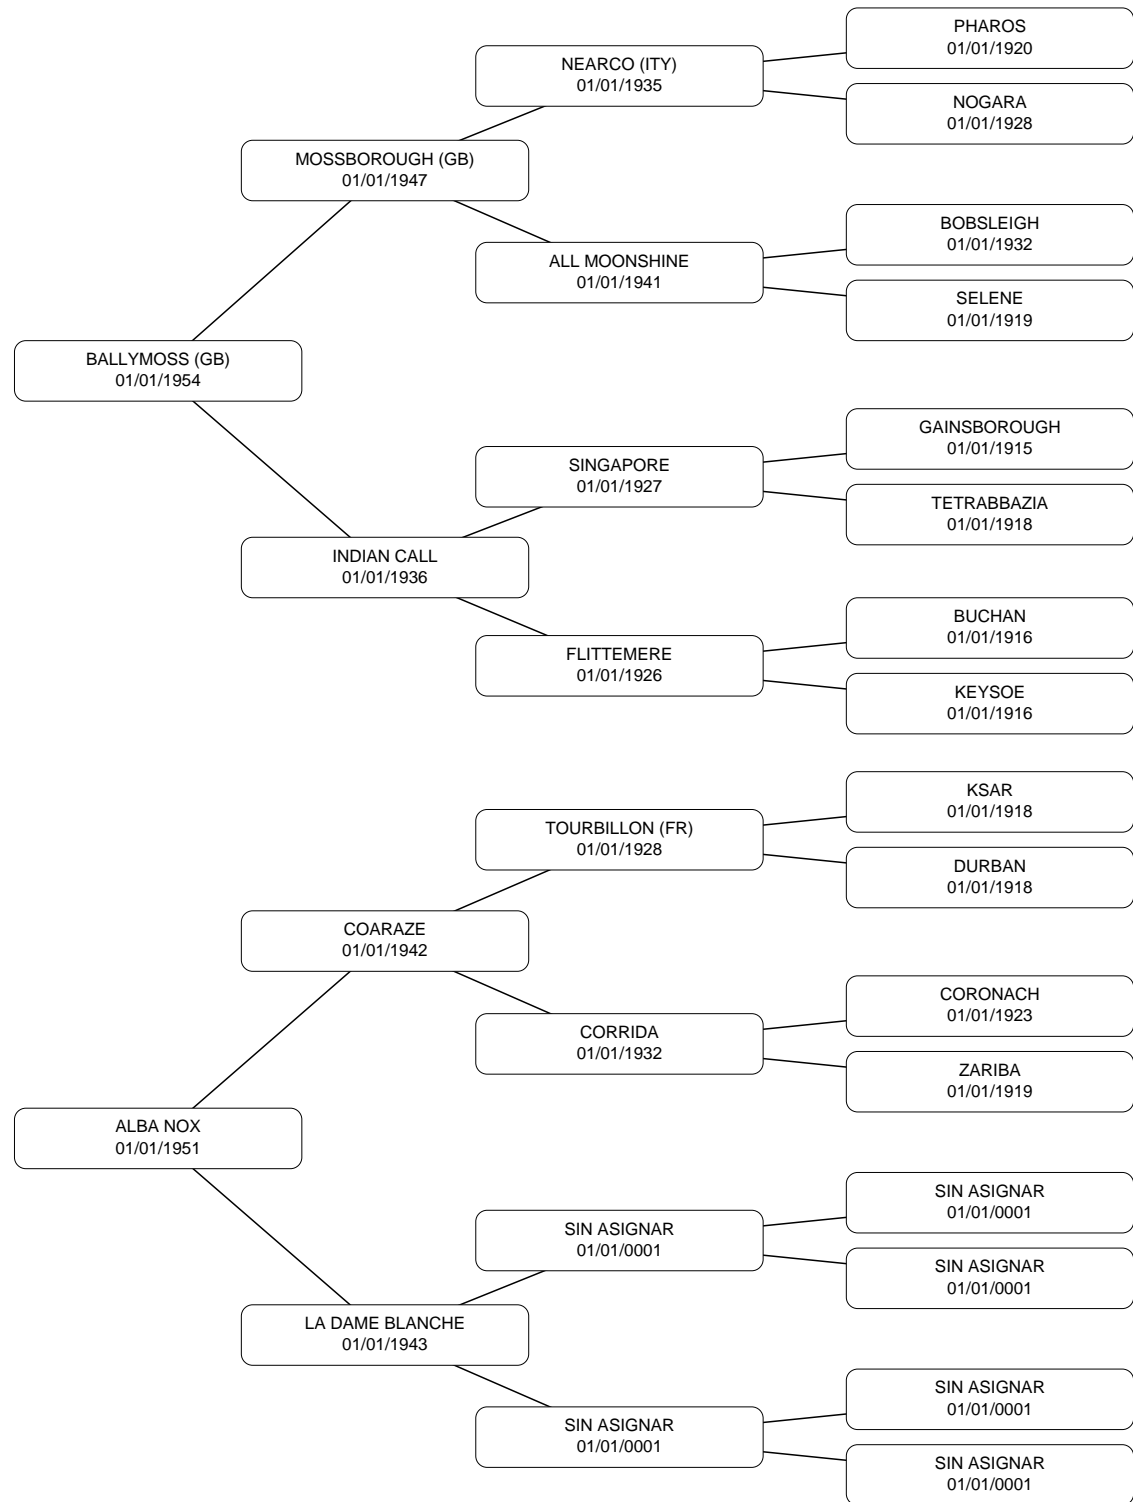 PHAROS
01/01/1920
NEARCO (ITY)
01/01/1935
NOGARA
01/01/1928
MOSSBOROUGH (GB)
01/01/1947
BOBSLEIGH
01/01/1932
ALL MOONSHINE
01/01/1941
SELENE
01/01/1919
BALLYMOSS (GB)
01/01/1954
GAINSBOROUGH
01/01/1915
SINGAPORE
01/01/1927
TETRABBAZIA
01/01/1918
INDIAN CALL
01/01/1936
BUCHAN
01/01/1916
FLITTEMERE
01/01/1926
KEYSOE
01/01/1916
KSAR
01/01/1918
TOURBILLON (FR)
01/01/1928
DURBAN
01/01/1918
COARAZE
01/01/1942
CORONACH
01/01/1923
CORRIDA
01/01/1932
ZARIBA
01/01/1919
ALBA NOX
01/01/1951
SIN ASIGNAR
01/01/0001
SIN ASIGNAR
01/01/0001
SIN ASIGNAR
01/01/0001
LA DAME BLANCHE
01/01/1943
SIN ASIGNAR
01/01/0001
SIN ASIGNAR
01/01/0001
SIN ASIGNAR
01/01/0001